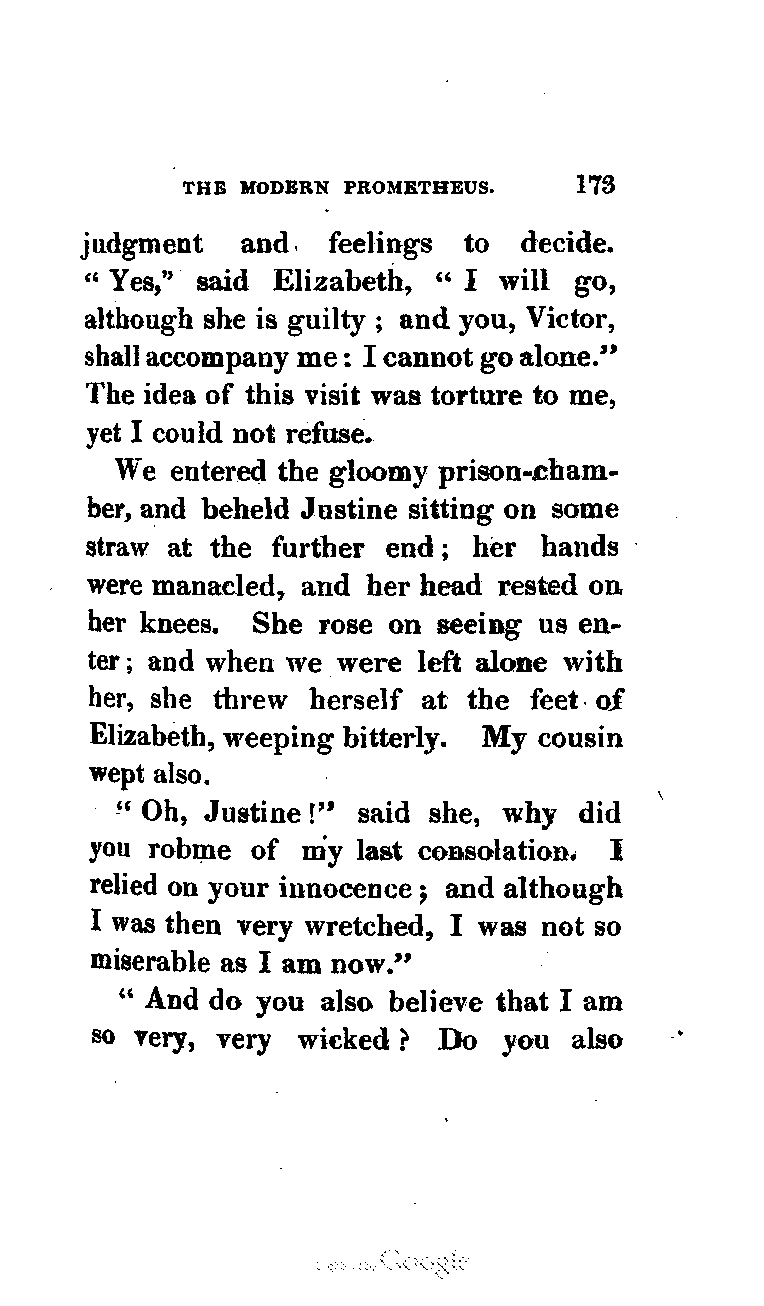 THE MODERN PROMETHEUS. 173
judgment and feelings to decide.
“ Yes,” said Elizabeth, “ I will go,
although she is guilty ; and you, Victor,
shall accompany me : I cannot go alone.”
The idea of this visit was torture to me,
yet I could not refuse.
We entered the gloomy prison-cham-
ber, and beheld Justine sitting on some
straw at the further end ; her hands
were manacled, and her head rested on
her knees. She rose on seeing us en-
ter ; and when we were left alone with
her, she threw herself at the feet of
Elizabeth, weeping bitterly. My cousin
wept also.
“ Oh, Justine !” said she, why did
you robme of my last consolation. I
relied on your innocence ; and although
I was then very wretched, I was not so
miserable as I am now.”
“ And do you also believe that I am
so very, very wicked ? Do you also
Google